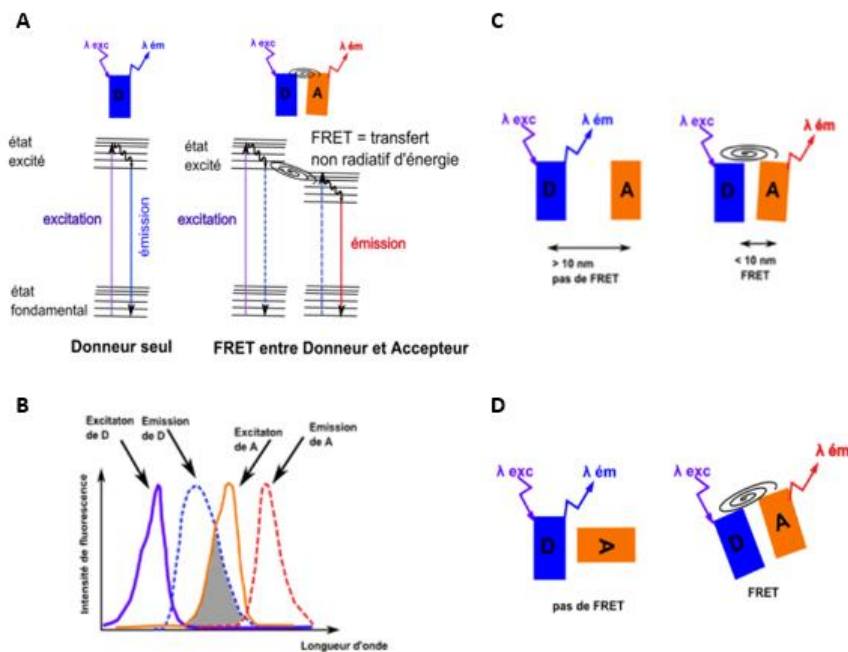 A
λ exc
λ ém
D
λ exc
λ ém
D
A
état
excité
état
excité
FRET = transfert
non radiatif d'énergie
excitation
émission
excitation
émission
état
fondamental
Donneur seul
FRET entre Donneur et Accepteur
B
Excitaton
de D
Emission
de D
Excitaton
de A
Emission
de A
Intensité de fluorescence
Longueur d'onde
C
λ exc
λ ém
D
A
> 10 nm
pas de FRET
λ exc
λ ém
D
A
< 10 nm
FRET
D
λ exc
λ ém
D
A
pas de FRET
λ exc
λ ém
D
A
FRET